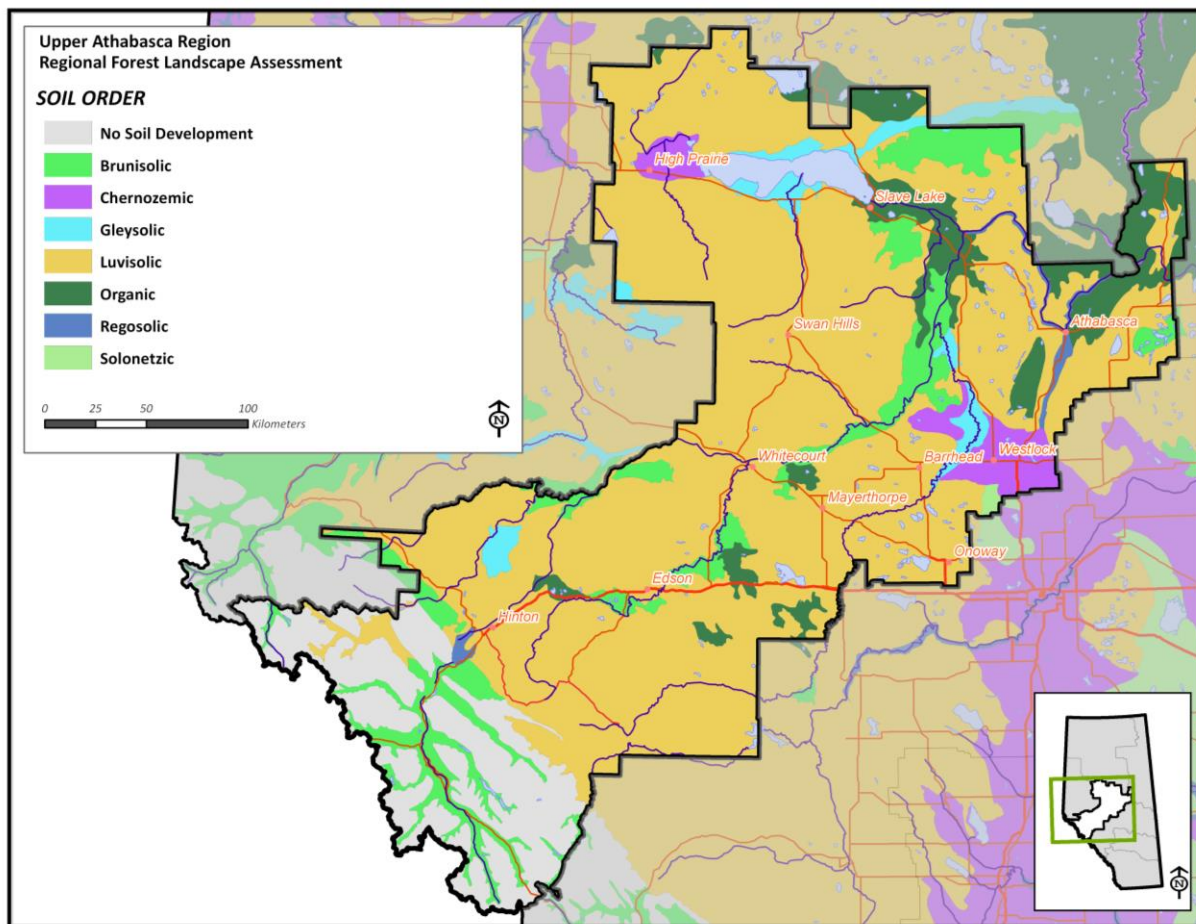 Upper Athabasca Region
Regional Forest Landscape Assessment
SOIL ORDER
No Soil Development
Brunisolic
Chernozemic
Gleysolic
Luvisolic
Organic
Regosolic
Solonetzic
0 25 50 100
Kilometers
N
High Prairie
Slave Lake
Swan Hills
Athabasca
Whitecourt
Barrhead
Westlock
Mayerthorpe
Onoway
Edson
Hinton
N